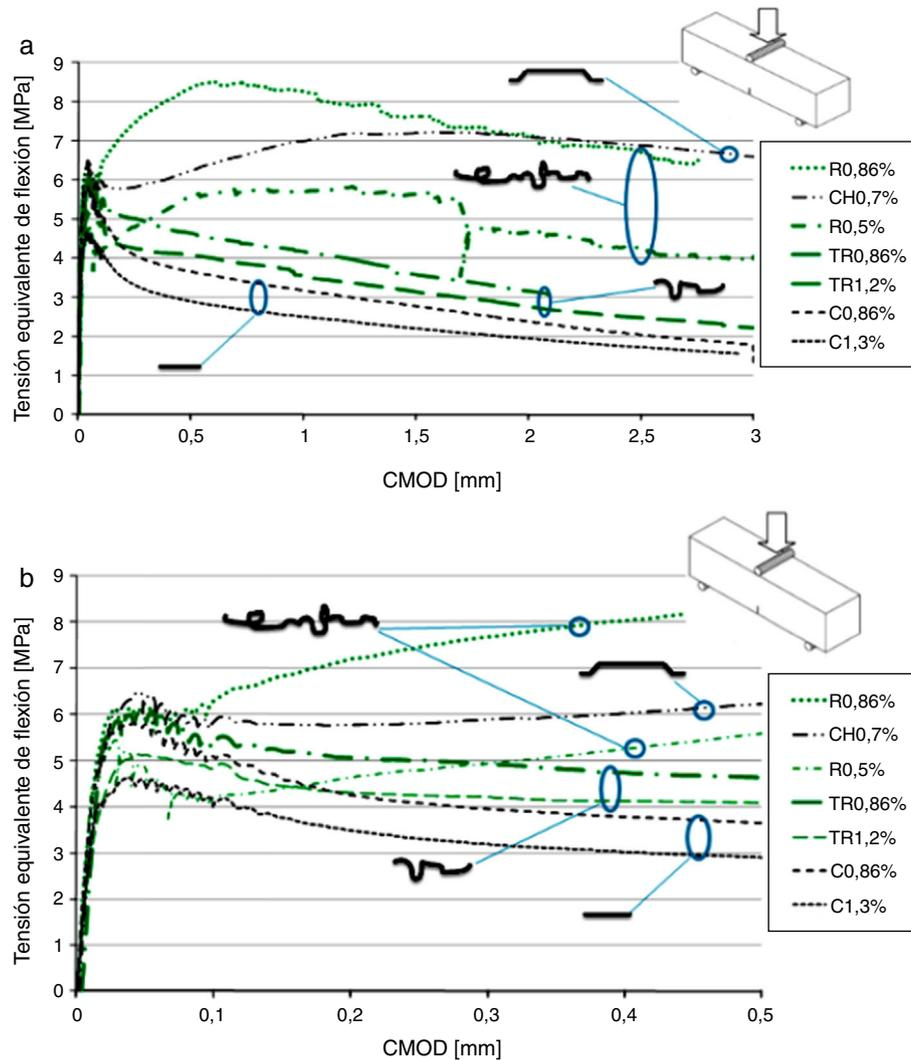 a
Tensión equivalente de flexión [MPa]
9
8
7
6
5
4
3
2
1
0
0
0,5
1
1,5
2
2,5
3
CMOD [mm]
R0,86%
CH0,7%
R0,5%
TR0,86%
TR1,2%
C0,86%
C1,3%
b
Tensión equivalente de flexión [MPa]
9
8
7
6
5
4
3
2
1
0
0
0,1
0,2
0,3
0,4
0,5
CMOD [mm]
R0,86%
CH0,7%
R0,5%
TR0,86%
TR1,2%
C0,86%
C1,3%